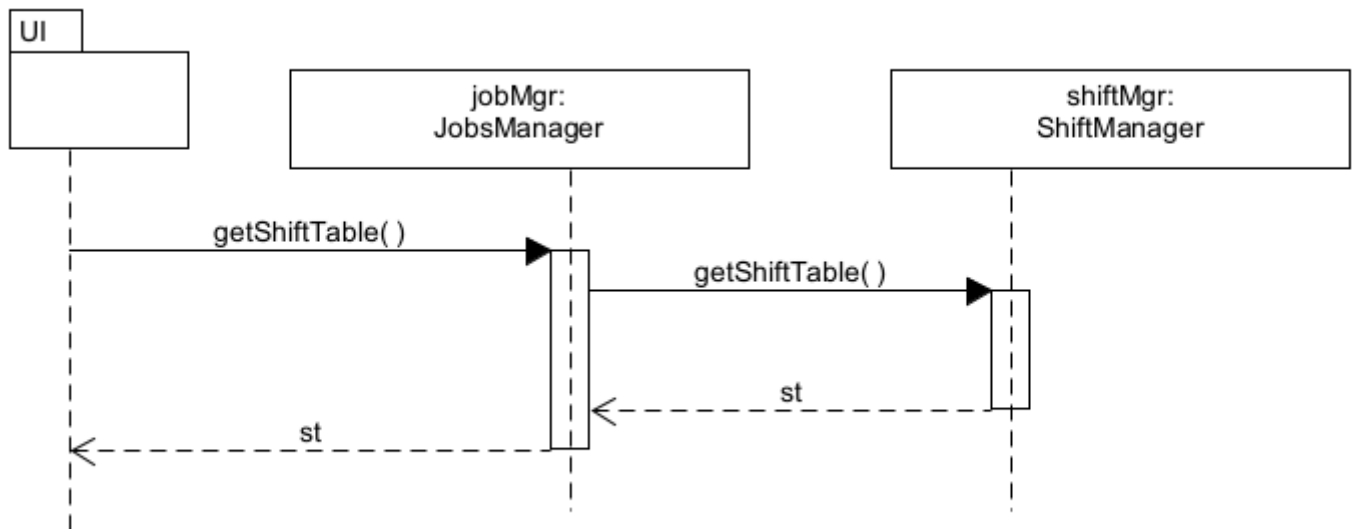 UI
jobMgr:
JobsManager
shiftMgr:
ShiftManager
getShiftTable( )
getShiftTable( )
st
st